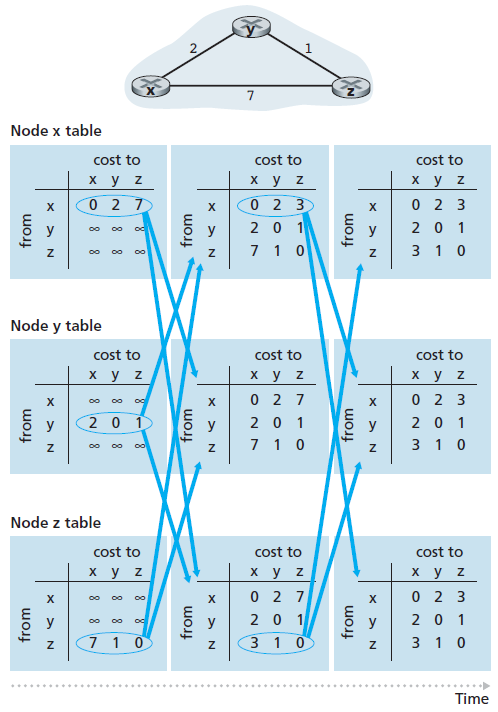 y
2 1
x z
7
Node x table
cost to cost to cost to
x y z x y z x y z
x 0 2 7 x 0 2 3 x 0 2 3
from y ∞ ∞ ∞ from y 2 0 1 from y 2 0 1
z ∞ ∞ ∞ z 7 1 0 z 3 1 0
Node y table
cost to cost to cost to
x y z x y z x y z
x ∞ ∞ ∞ x 0 2 7 x 0 2 3
from y 2 0 1 from y 2 0 1 from y 2 0 1
z ∞ ∞ ∞ z 7 1 0 z 3 1 0
Node z table
cost to cost to cost to
x y z x y z x y z
x ∞ ∞ ∞ x 0 2 7 x 0 2 3
from y ∞ ∞ ∞ from y 2 0 1 from y 2 0 1
z 7 1 0 z 3 1 0 z 3 1 0
Time